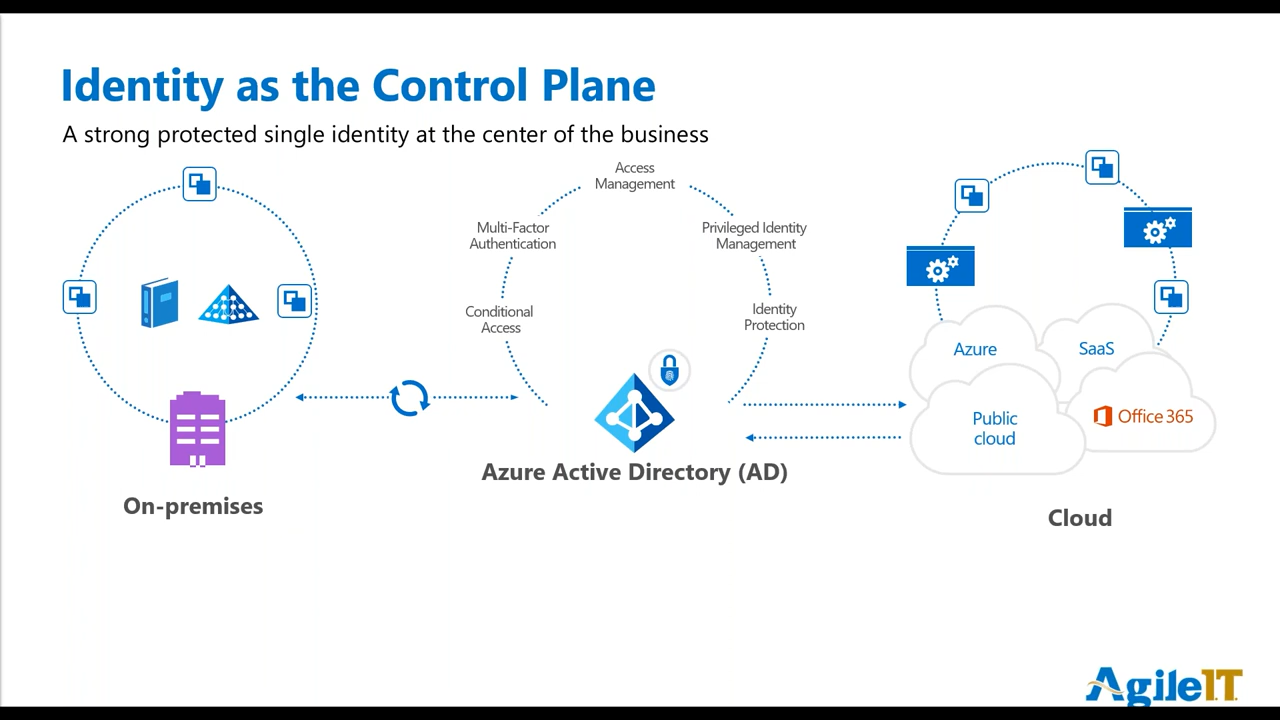 Identity as the Control Plane
A strong protected single identity at the center of the business
Access
Management
Multi-Factor
Authentication
Privileged Identity
Management
Conditional
Access
Identity
Protection
Azure
SaaS
Public
cloud
Office 365
Azure Active Directory (AD)
On-premises
Cloud
AgileIT